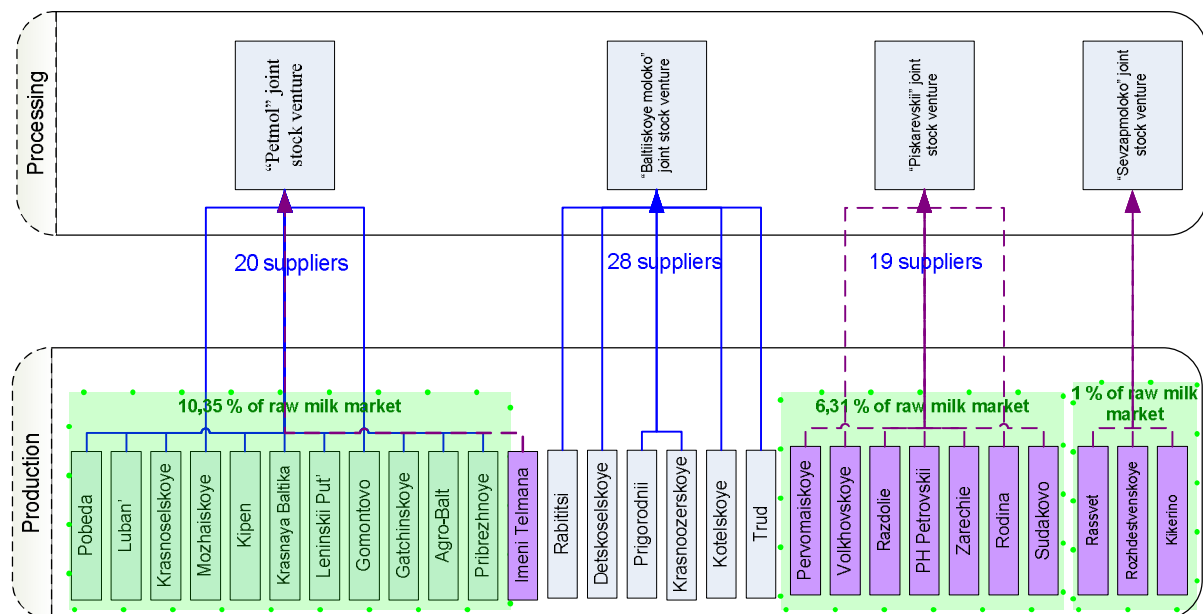 Processing
“Petmol” joint
stock venture
“Baltiiskoye moloko”
joint stock venture
“Piskarevskii” joint
stock venture
“Sevzapmoloko” joint
stock venture
20 suppliers
28 suppliers
19 suppliers
Production
10,35 % of raw milk market
6,31 % of raw milk market
1 % of raw milk
market
Pobeda
Luban’
Krasnoselskoye
Mozhaiskoye
Kipen
Krasnaya Baltika
Leninskii Put’
Gomontovo
Gatchinskoye
Agro-Balt
Pribrezhnoye
Imeni Telmana
Rabititsi
Detskoselskoye
Prigorodnii
Krasnoozerskoye
Kotelskoye
Trud
Pervomaiskoye
Volkhovskoye
Razdolie
PH Petrovskii
Zarechie
Rodina
Sudakovo
Rassvet
Rozhdestvenskoye
Kikerino